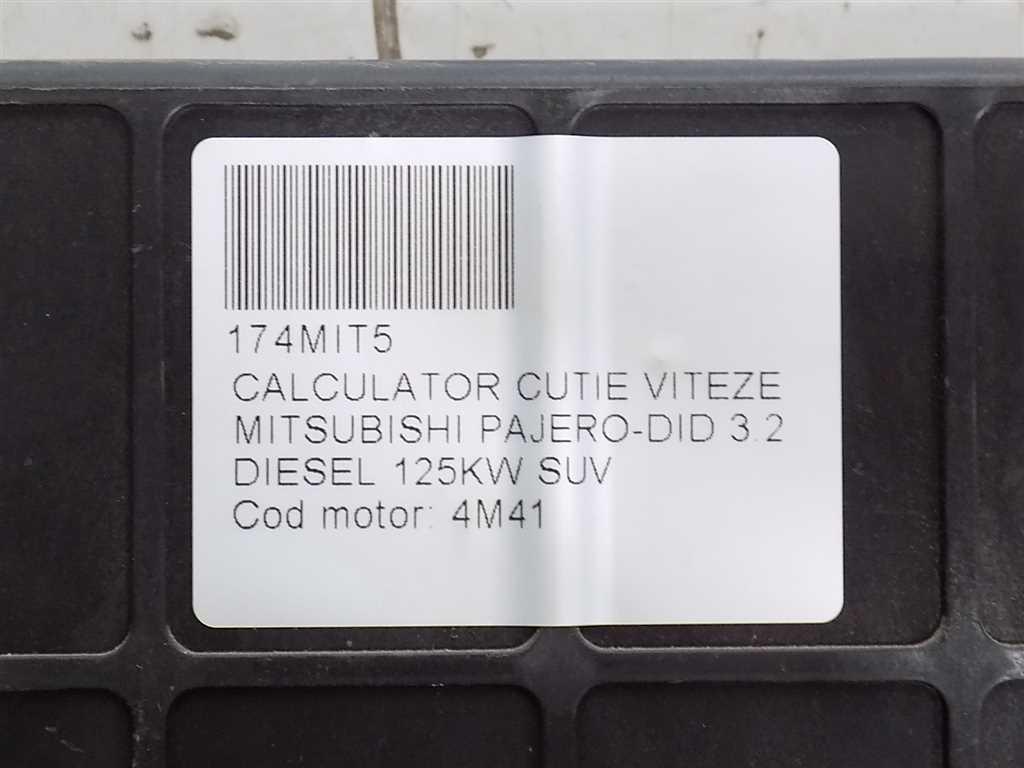 174MIT5
CALCULATOR CUTIE VITEZE
MITSUBISHI PAJERO-DID 3.2
DIESEL 125KW SUV
Cod motor: 4M41